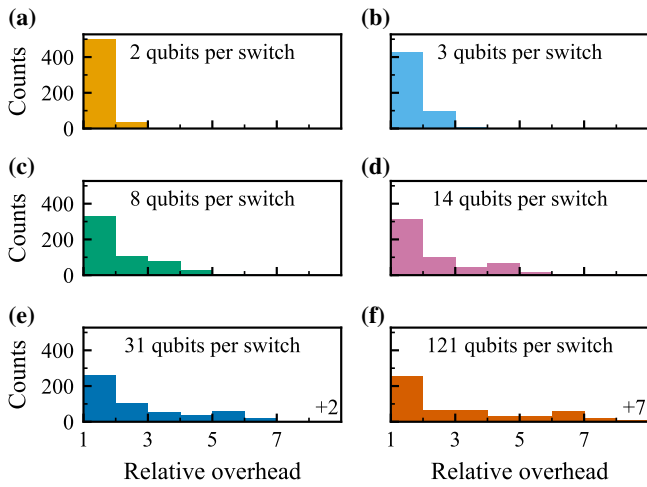 (a)
(b)
2 qubits per switch
3 qubits per switch
400
200
0
Counts
(c)
(d)
8 qubits per switch
14 qubits per switch
400
200
0
Counts
(e)
(f)
31 qubits per switch
121 qubits per switch
400
200
0
Counts
+2
+7
1 3 5 7
1 3 5 7
Relative overhead
Relative overhead